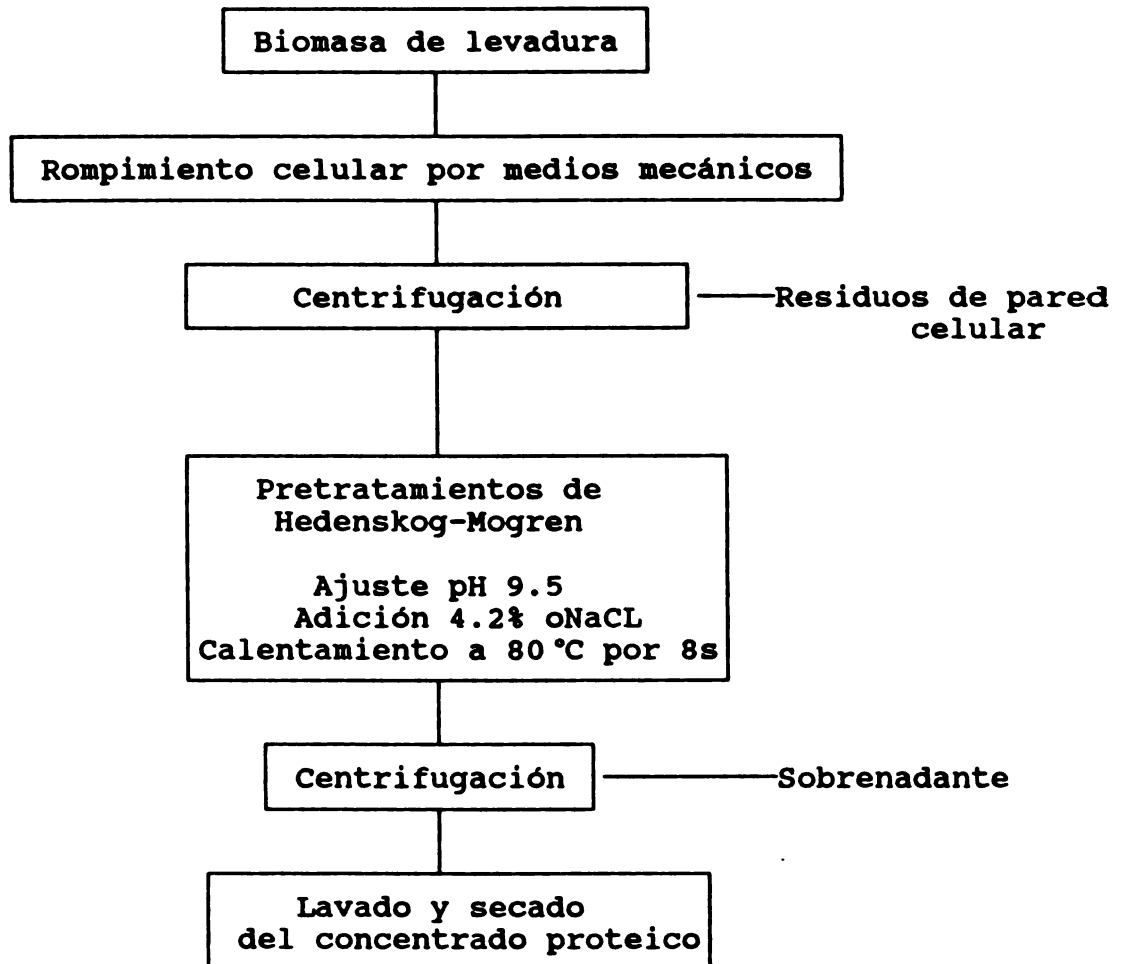 Biomasa de levadura
Rompimiento celular por medios mecánicos
Centrifugación
Residuos de pared
celular
Pretratamientos de
Hedenskog-Mogren
Ajuste pH 9.5
Adición 4.2% oNaCL
Calentamiento a 80°C por 8s
Centrifugación
Sobrenadante
Lavado y secado
del concentrado proteico